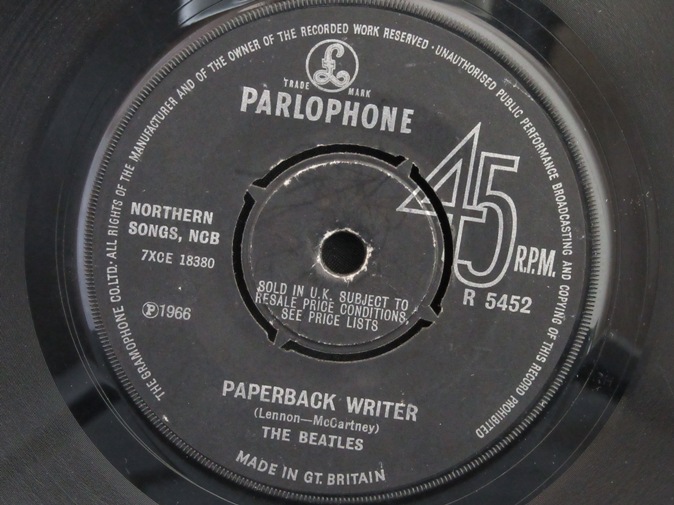 THE GRAMOPHONE CO. LTD. · ALL RIGHTS OF THE MANUFACTURER AND OF THE OWNER OF THE RECORDED WORK RESERVED · UNAUTHORISED PUBLIC PERFORMANCE BROADCASTING AND COPYING OF THIS RECORD PROHIBITED
£
TRADE MARK
PARLOPHONE
45 R.P.M.
NORTHERN
SONGS, NCB
7XCE 18380
R 5452
Ⓟ1966
SOLD IN U.K. SUBJECT TO
RESALE PRICE CONDITIONS,
SEE PRICE LISTS
PAPERBACK WRITER
(Lennon—McCartney)
THE BEATLES
MADE IN GT. BRITAIN